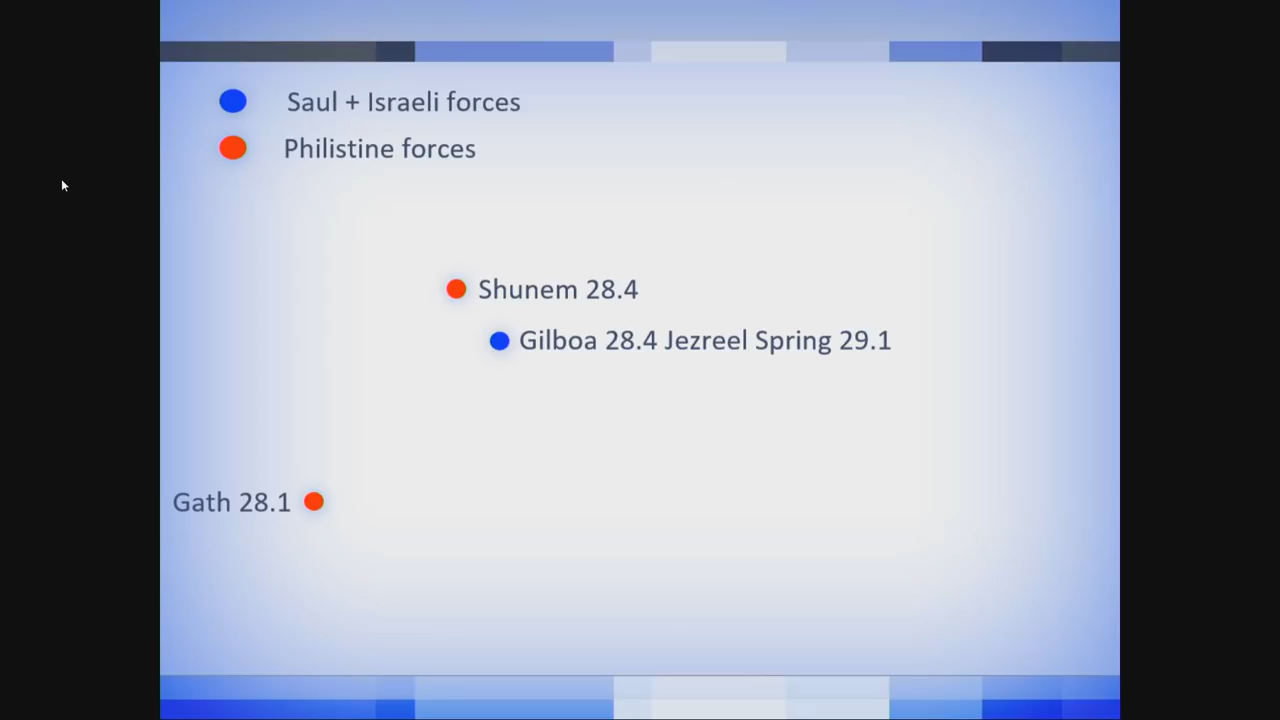 Saul + Israeli forces
Philistine forces
Shunem 28.4
Gilboa 28.4 Jezreel Spring 29.1
Gath 28.1